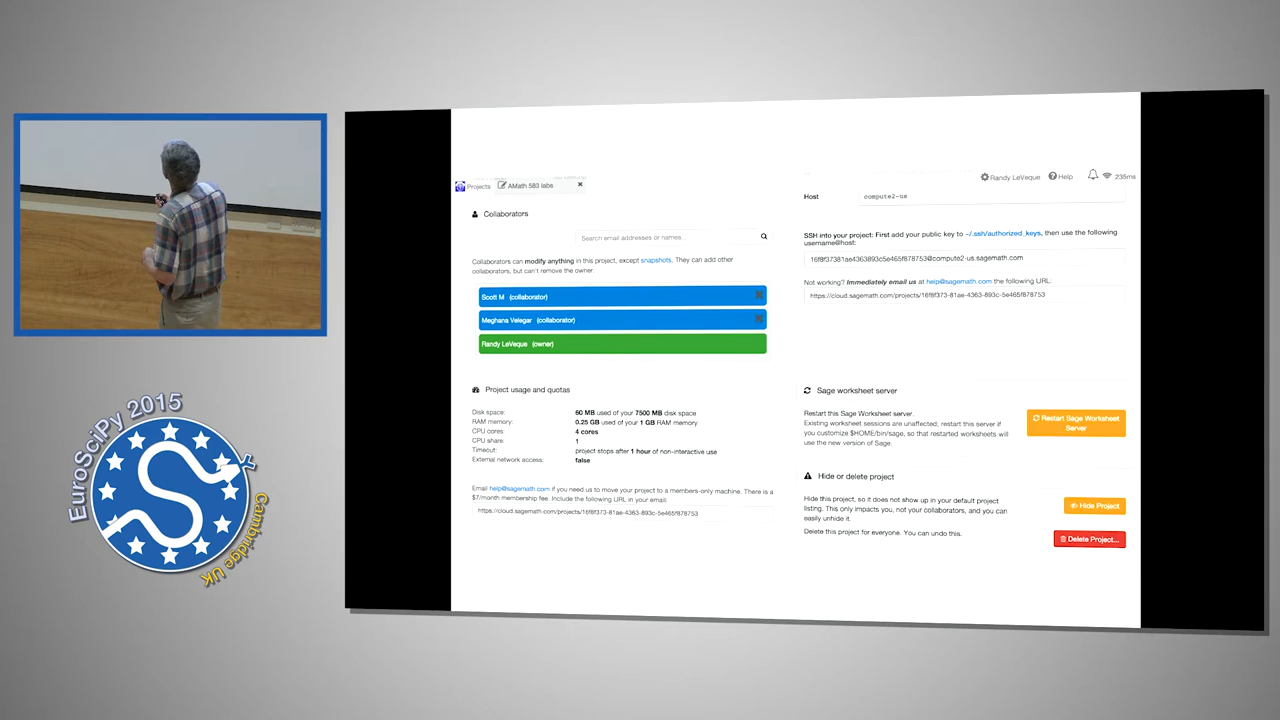 EuroSciPy 2015
Cambridge UK
Projects
AMath 583 labs
Randy LeVeque
Help
235ms
Collaborators
Search email addresses or names...
Collaborators can modify anything in this project, except snapshots. They can add other
collaborators, but can't remove the owner.
Scott M (collaborator)
Meghana Velegar (collaborator)
Randy LeVeque (owner)
Project usage and quotas
Disk space: 60 MB used of your 7500 MB disk space
RAM memory: 0.25 GB used of your 1 GB RAM memory
CPU cores: 4 cores
CPU share: 1
Timeout: project stops after 1 hour of non-interactive use
External network access: false
Email help@sagemath.com if you need us to move your project to a members-only machine. There is a
$7/month membership fee. Include the following URL in your email:
https://cloud.sagemath.com/projects/16f8f373-81ae-4363-893c-5e465f878753
Host compute2-us
SSH into your project: First add your public key to ~/.ssh/authorized_keys, then use the following
username@host:
16f8f37381ae4363893c5e465f878753@compute2-us.sagemath.com
Not working? Immediately email us at help@sagemath.com the following URL:
https://cloud.sagemath.com/projects/16f8f373-81ae-4363-893c-5e465f878753
Sage worksheet server
Restart this Sage Worksheet server.
Existing worksheet sessions are unaffected; restart this server if
you customize $HOME/bin/sage, so that restarted worksheets will
use the new version of Sage.
Restart Sage Worksheet
Server
Hide or delete project
Hide this project, so it does not show up in your default project
listing. This only impacts you, not your collaborators, and you can
easily unhide it.
Hide Project
Delete this project for everyone. You can undo this.
Delete Project...